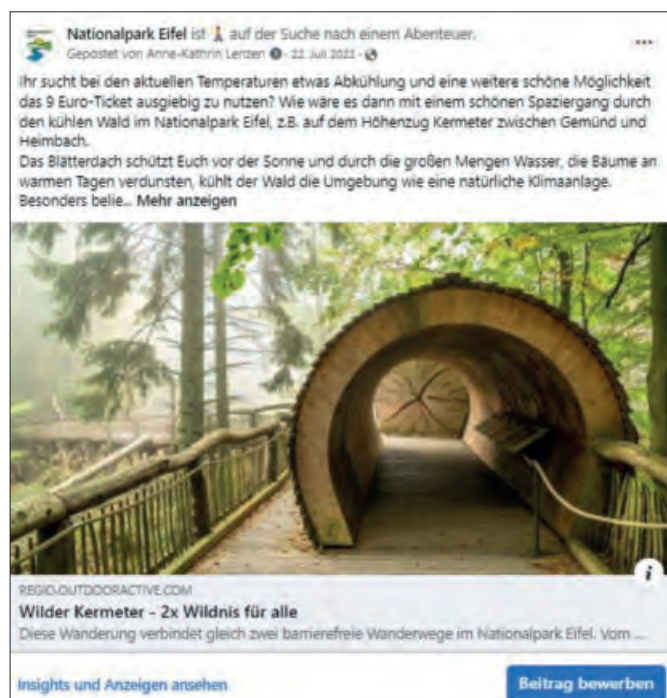 Nationalpark Eifel ist auf der Suche nach einem Abenteuer.
Gepostet von Anne-Kathrin Lenzen · 22. Juli 2022 ·
Ihr sucht bei den aktuellen Temperaturen etwas Abkühlung und eine weitere schöne Möglichkeit
das 9 Euro-Ticket ausgiebig zu nutzen? Wie wäre es dann mit einem schönen Spaziergang durch
den kühlen Wald im Nationalpark Eifel, z.B. auf dem Höhenzug Kermeter zwischen Gemünd und
Heimbach.
Das Blätterdach schützt Euch vor der Sonne und durch die großen Mengen Wasser, die Bäume an
warmen Tagen verdunsten, kühlt der Wald die Umgebung wie eine natürliche Klimaanlage.
Besonders belie... Mehr anzeigen
REGIO.OUTDOORACTIVE.COM
Wilder Kermeter - 2x Wildnis für alle
Diese Wanderung verbindet gleich zwei barrierefreie Wanderwege im Nationalpark Eifel. Vom ...
Insights und Anzeigen ansehen
Beitrag bewerben